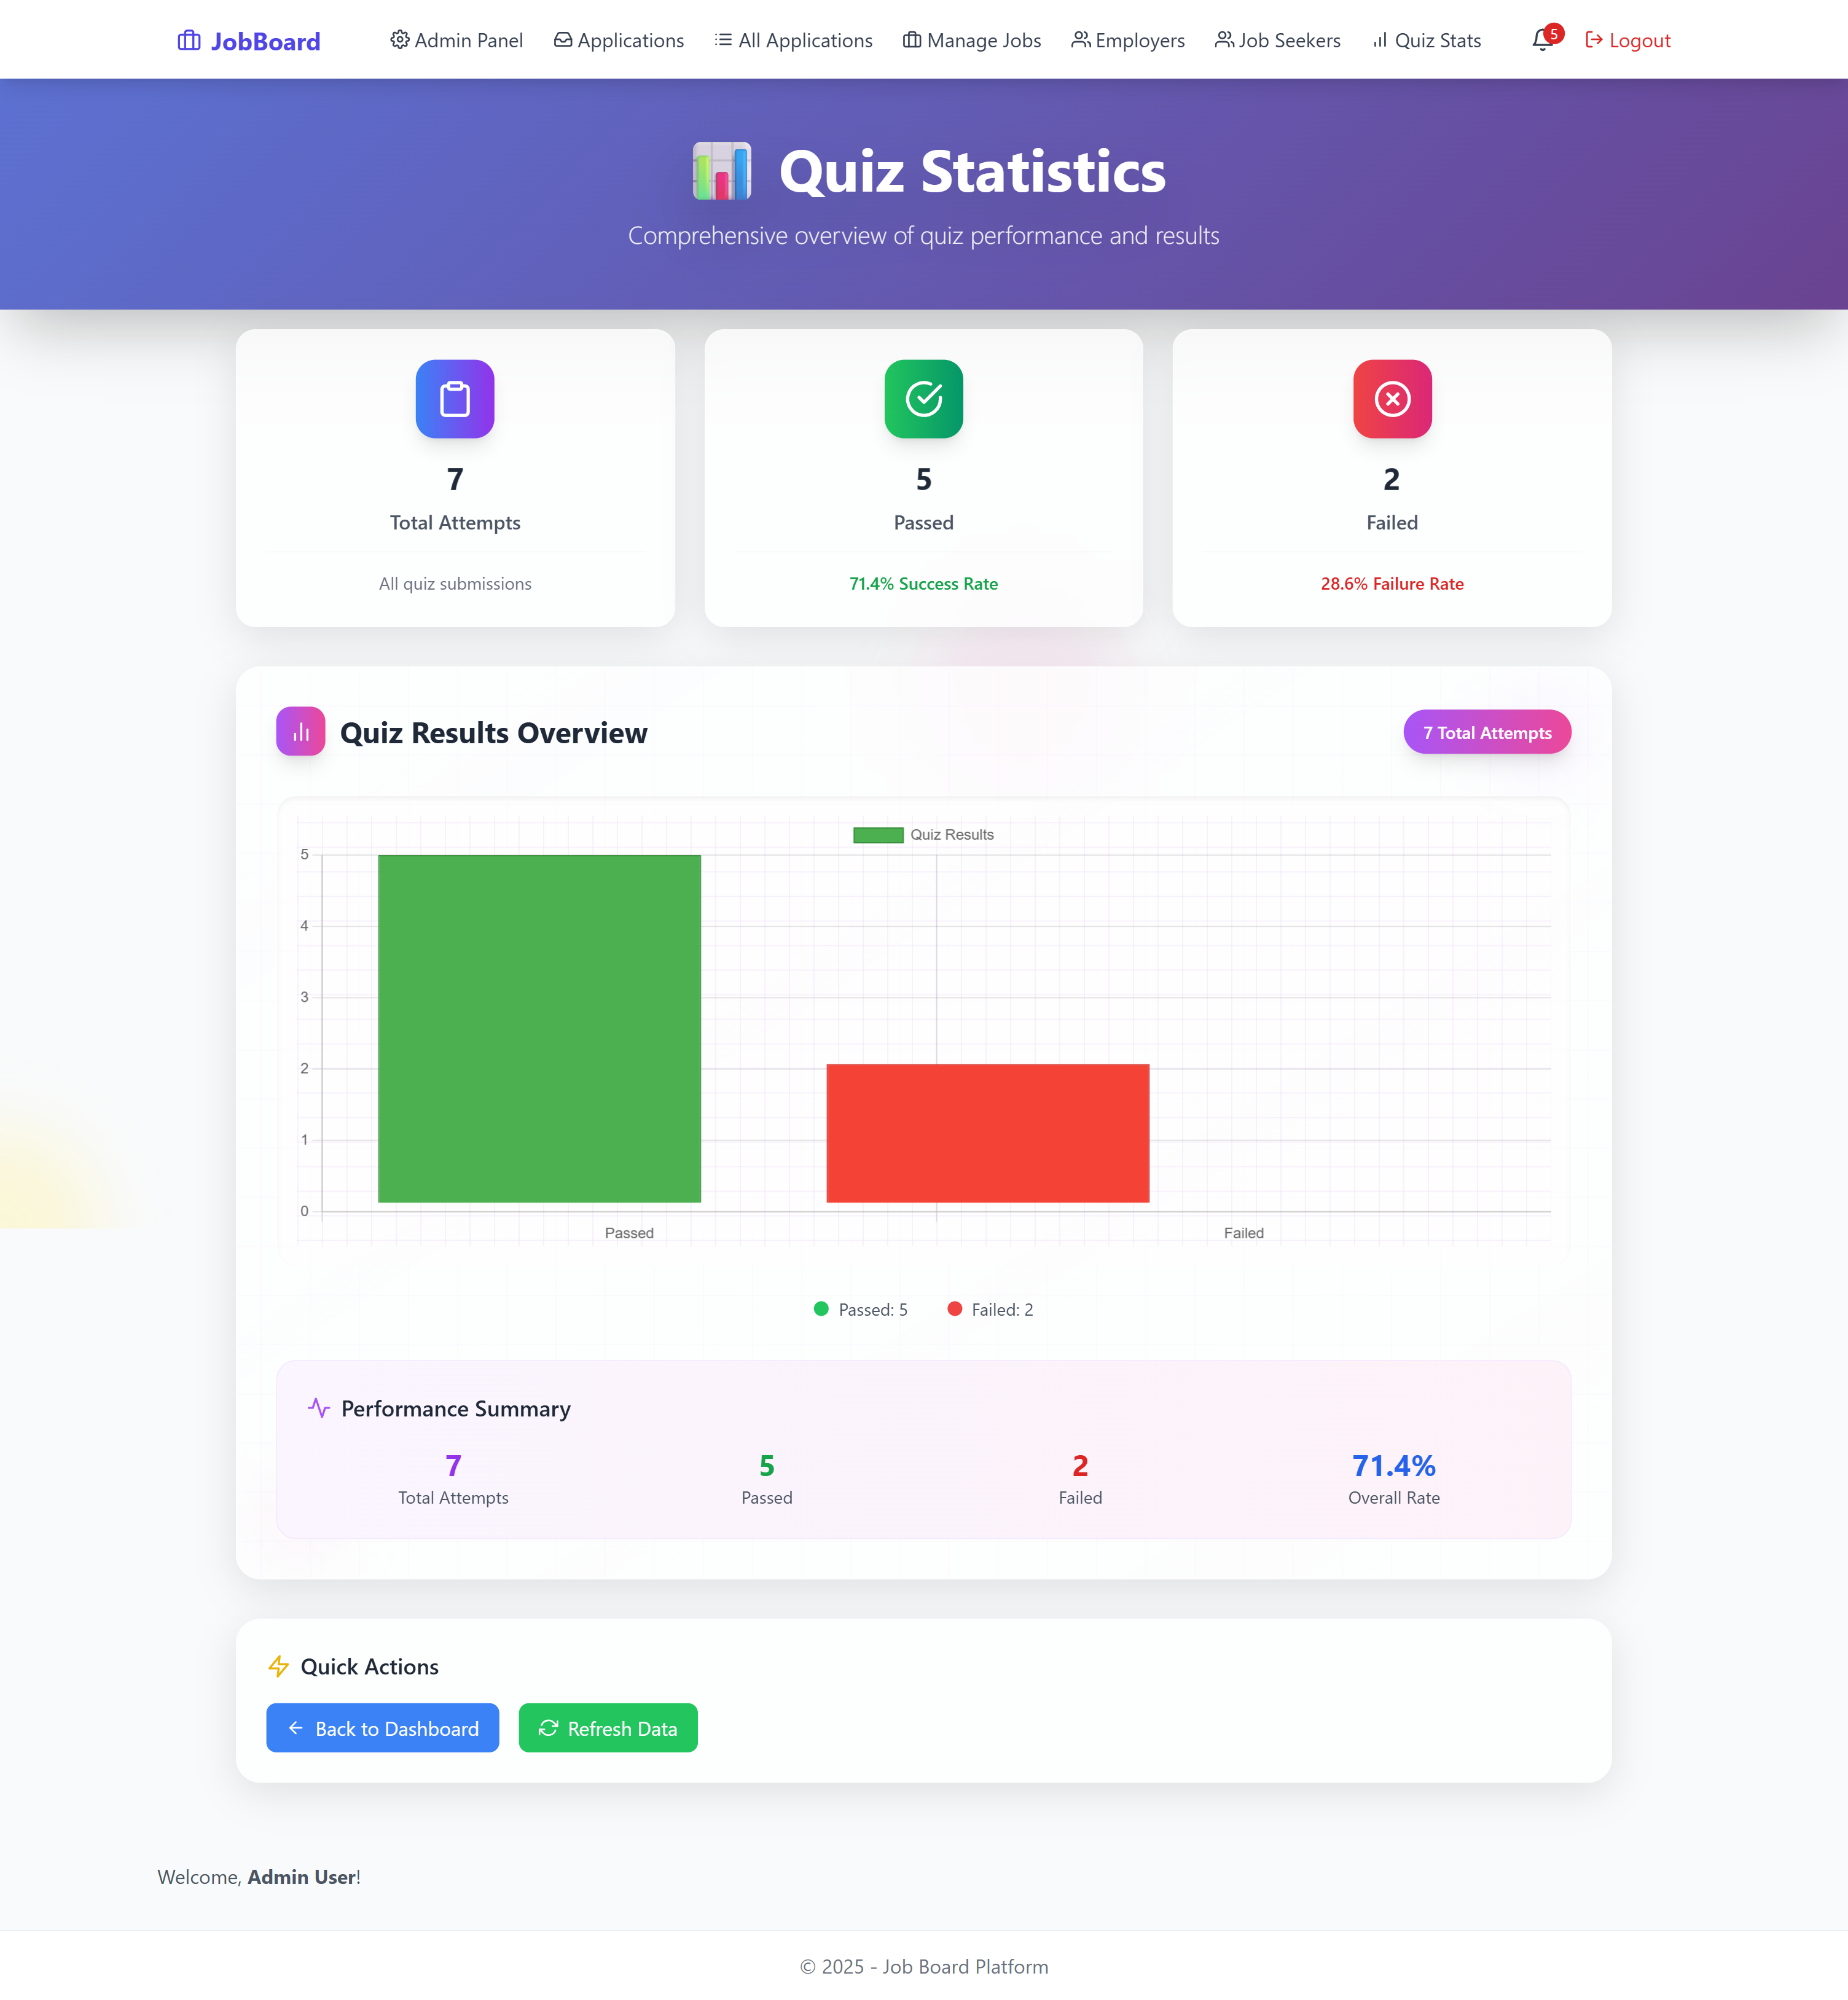 JobBoard
Admin Panel
Applications
All Applications
Manage Jobs
Employers
Job Seekers
Quiz Stats
5
Logout
Quiz Statistics
Comprehensive overview of quiz performance and results
7
Total Attempts
All quiz submissions
5
Passed
71.4% Success Rate
2
Failed
28.6% Failure Rate
Quiz Results Overview
7 Total Attempts
Quiz Results
5
4
3
2
1
0
Passed
Failed
Passed: 5
Failed: 2
Performance Summary
7
Total Attempts
5
Passed
2
Failed
71.4%
Overall Rate
Quick Actions
Back to Dashboard
Refresh Data
Welcome, Admin User!
© 2025 - Job Board Platform